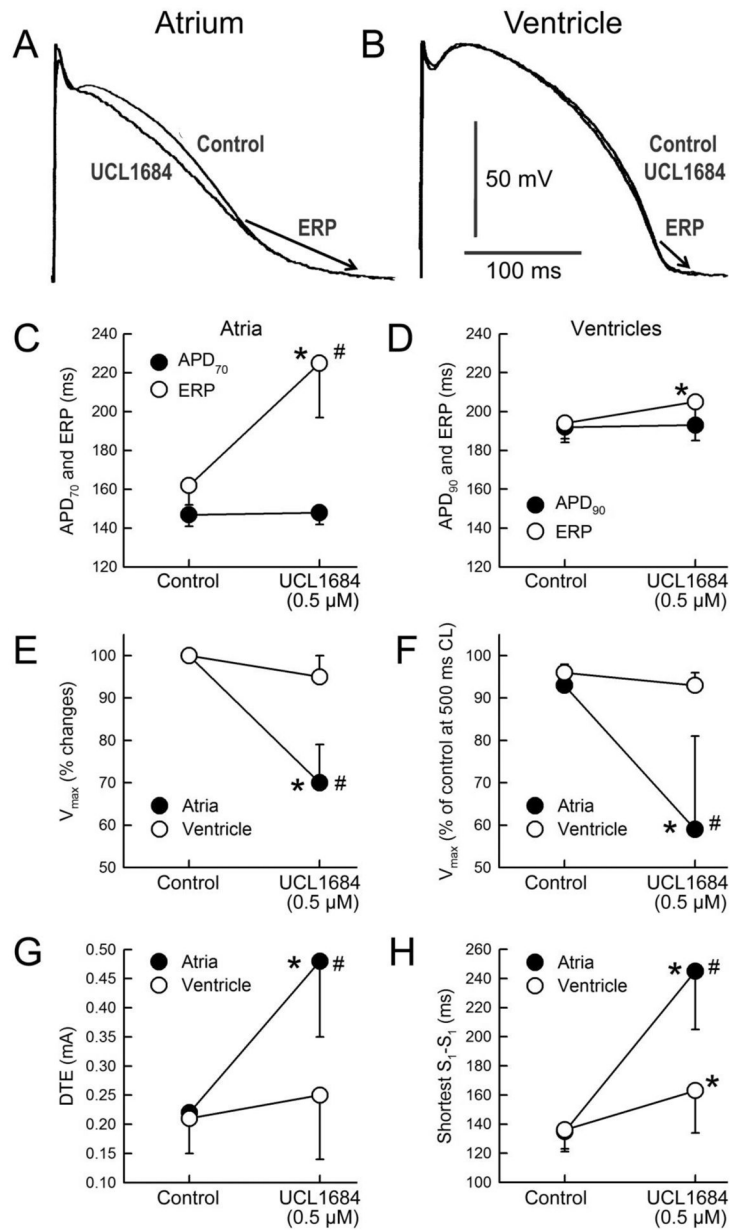 Atrium
Ventricle
A
B
Control
UCL1684
ERP
50 mV
100 ms
Control
UCL1684
ERP
C
Atria
APD70
ERP
APD70 and ERP (ms)
240
220
200
180
160
140
120
* #
Control
UCL1684
(0.5 µM)
D
Ventricles
APD90 and ERP (ms)
240
220
200
180
160
140
120
*
APD90
ERP
Control
UCL1684
(0.5 µM)
E
Vmax (% changes)
100
90
80
70
60
50
* #
Atria
Ventricle
Control
UCL1684
(0.5 µM)
F
Vmax (% of control at 500 ms CL)
100
90
80
70
60
50
* #
Atria
Ventricle
Control
UCL1684
(0.5 µM)
G
Atria
Ventricle
DTE (mA)
0.50
0.45
0.40
0.35
0.30
0.25
0.20
0.15
0.10
* #
Control
UCL1684
(0.5 µM)
H
Atria
Ventricle
Shortest S1-S1 (ms)
260
240
220
200
180
160
140
120
100
* #
*
Control
UCL1684
(0.5 µM)